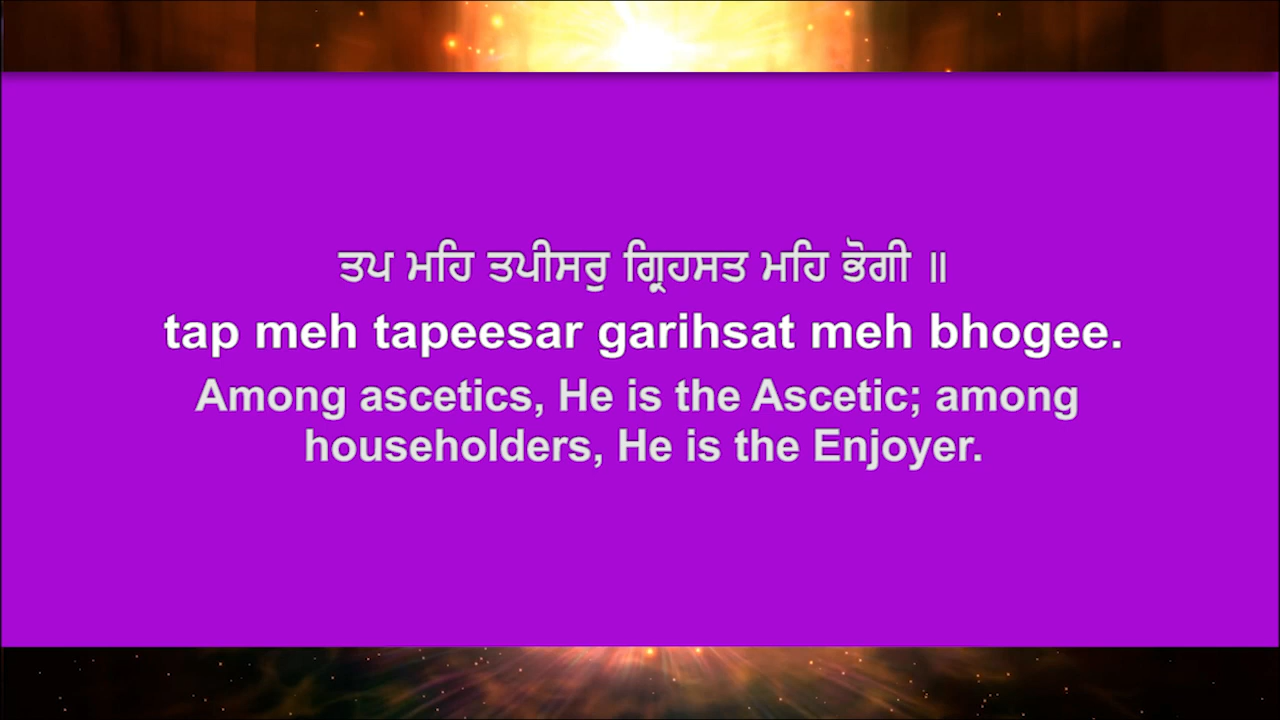 ਤਪ ਮਹਿ ਤਪੀਸਰੁ ਗ੍ਰਿਹਸਤ ਮਹਿ ਭੋਗੀ ॥
tap meh tapeesar garihsat meh bhogee.
Among ascetics, He is the Ascetic; among
householders, He is the Enjoyer.